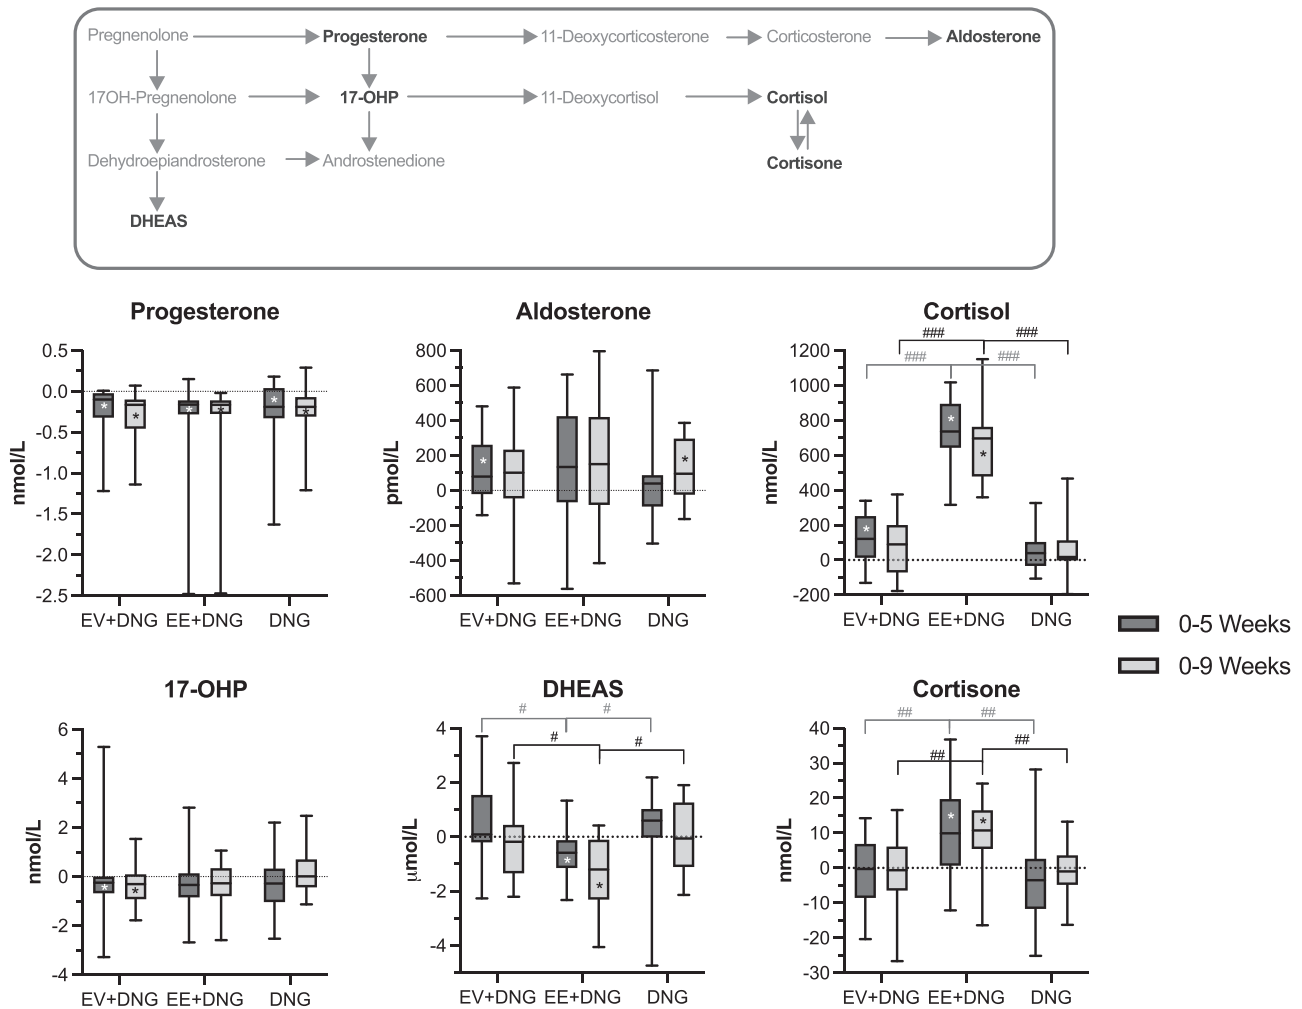 Pregnenolone Progesterone 11-Deoxycorticosterone Corticosterone Aldosterone
17OH-Pregnenolone 17-OHP 11-Deoxycortisol Cortisol
Dehydroepiandrosterone Androstenedione Cortisone
DHEAS
Progesterone
0.5
0.0
-0.5
-1.0
-1.5
-2.0
-2.5
nmol/L
* * * * * *
EV+DNG EE+DNG DNG
Aldosterone
800
600
400
200
0
-200
-400
-600
pmol/L
* *
EV+DNG EE+DNG DNG
Cortisol
### ###
### ###
1200
1000
800
600
400
200
0
-200
nmol/L
* * *
EV+DNG EE+DNG DNG
0-5 Weeks
0-9 Weeks
17-OHP
6
4
2
0
-2
-4
nmol/L
* *
EV+DNG EE+DNG DNG
DHEAS
# #
# #
4
2
0
-2
-4
µmol/L
* *
EV+DNG EE+DNG DNG
Cortisone
## ##
## ##
40
30
20
10
0
-10
-20
-30
nmol/L
* *
EV+DNG EE+DNG DNG